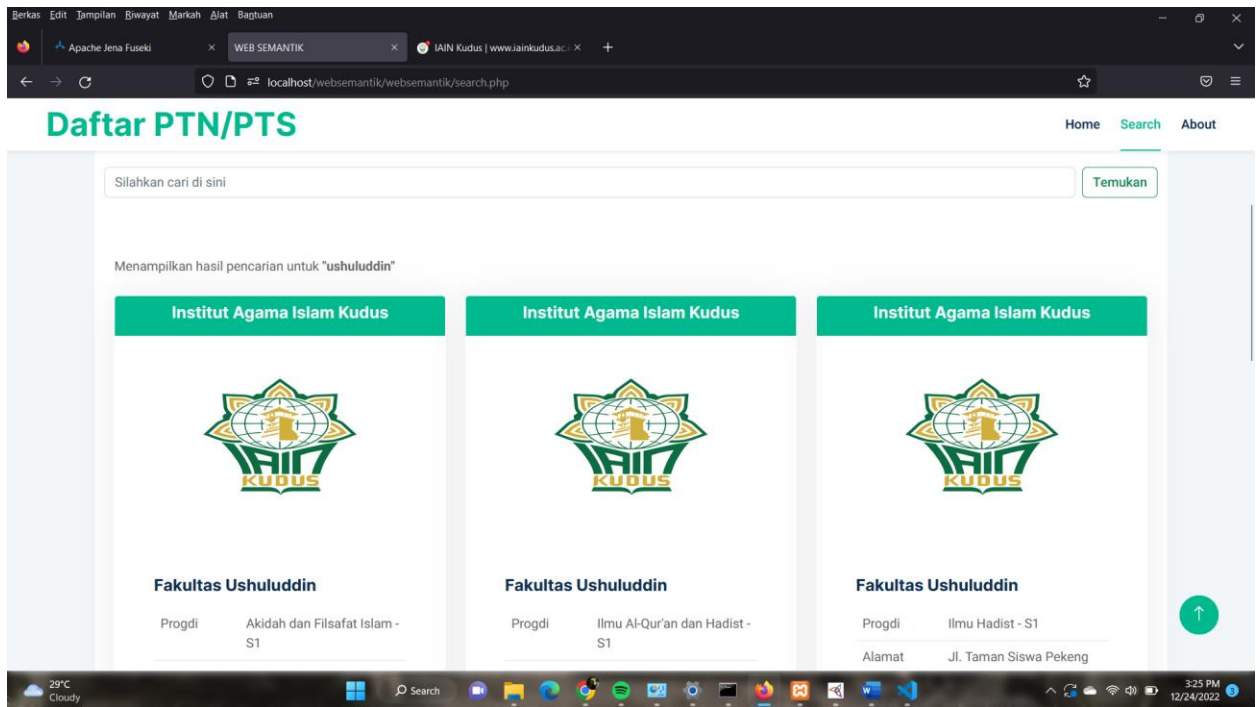 Berkas Edit Tampilan Riwayat Markah Alat Bantuan
Apache Jena Fuseki
WEB SEMANTIK
IAIN Kudus | www.iainkudus.ac.i
localhost/websemantik/websemantik/search.php
Daftar PTN/PTS
Home Search About
Silahkan cari di sini
Temukan
Menampilkan hasil pencarian untuk "ushuluddin"
Institut Agama Islam Kudus
IAIN
KUDUS
Fakultas Ushuluddin
Progdi Akidah dan Filsafat Islam -
S1
Institut Agama Islam Kudus
IAIN
KUDUS
Fakultas Ushuluddin
Progdi Ilmu Al-Qur'an dan Hadist -
S1
Institut Agama Islam Kudus
IAIN
KUDUS
Fakultas Ushuluddin
Progdi Ilmu Hadist - S1
Alamat Jl. Taman Siswa Pekeng
29°C
Cloudy
Search
3:25 PM
12/24/2022
3